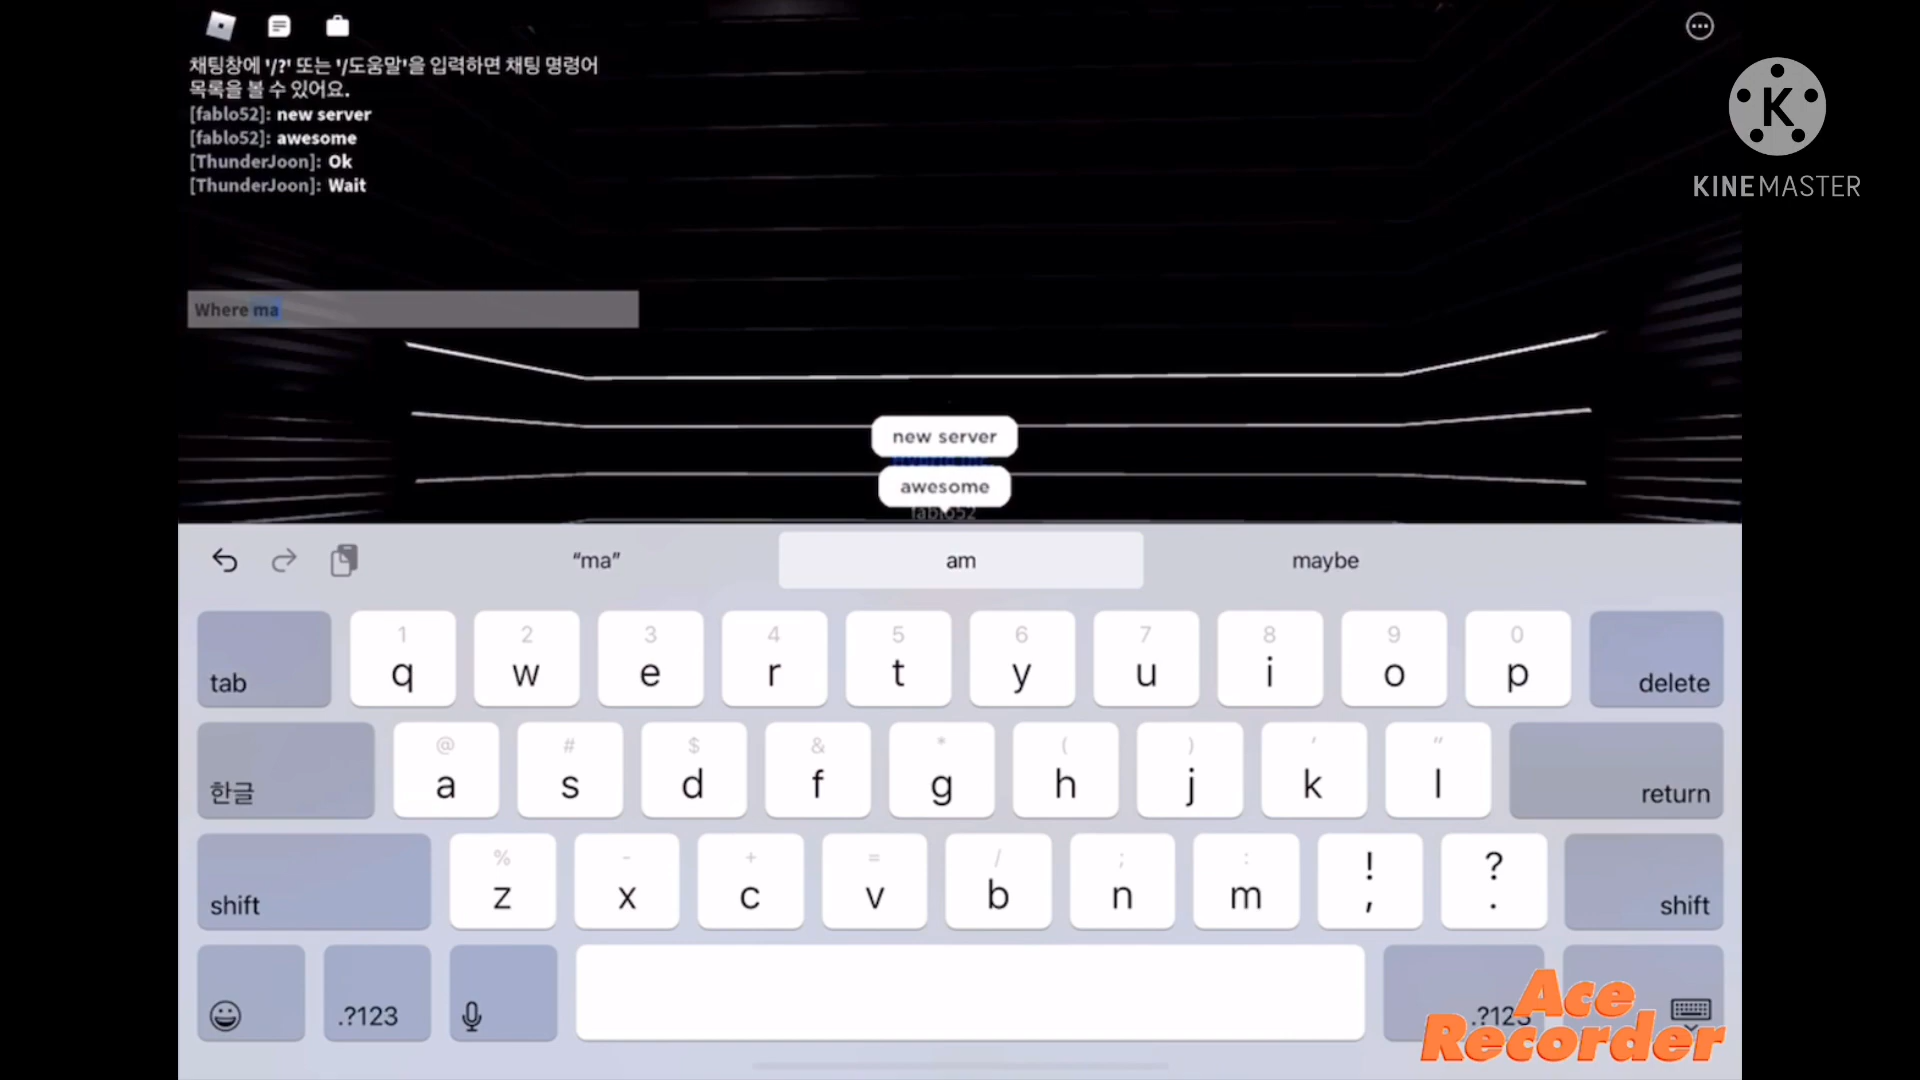 채팅창에 '/?' 또는 '/도움말'을 입력하면 채팅 명령어
목록을 볼 수 있어요.
[fablo52]: new server
[fablo52]: awesome
[ThunderJoon]: Ok
[ThunderJoon]: Wait
K
KINEMASTER
Where ma
new server
awesome
fablo52
“ma” am maybe
tab 1 q 2 w 3 e 4 r 5 t 6 y 7 u 8 i 9 o 0 p delete
한글 @ a # s $ d & f * g ( h ) j ' k " l return
shift % z - x + c = v / b ; n : m ! , ? . shift
.?123 .?123
Ace
Recorder